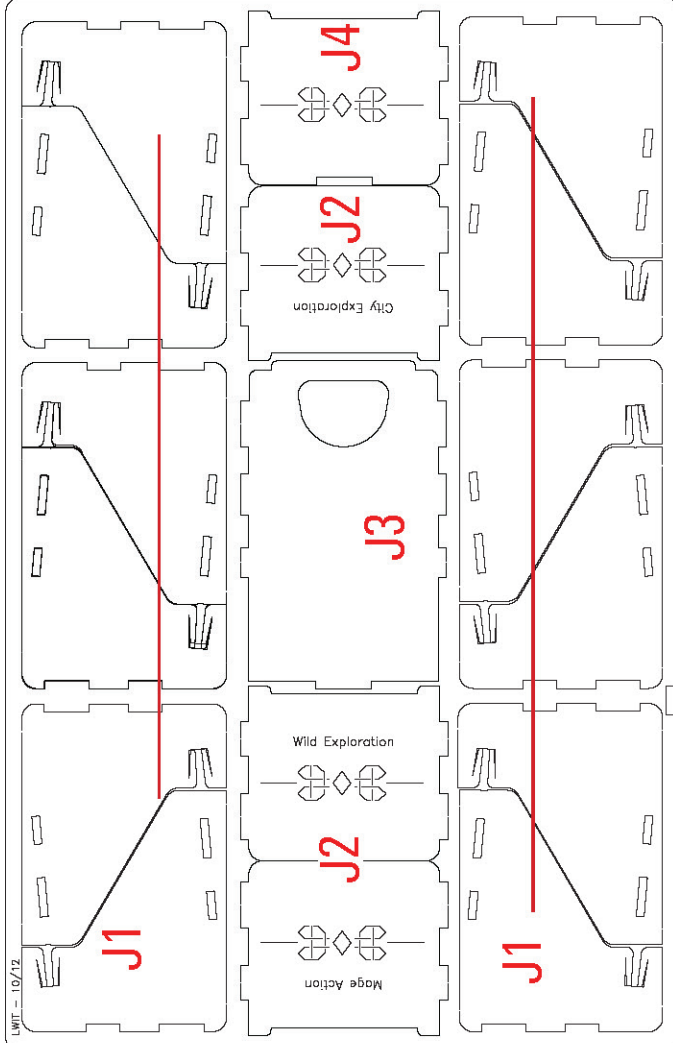 J4
J2
City Exploration
J3
Wild Exploration
J2
Mage Action
J1
J1
LWIT - 10/12